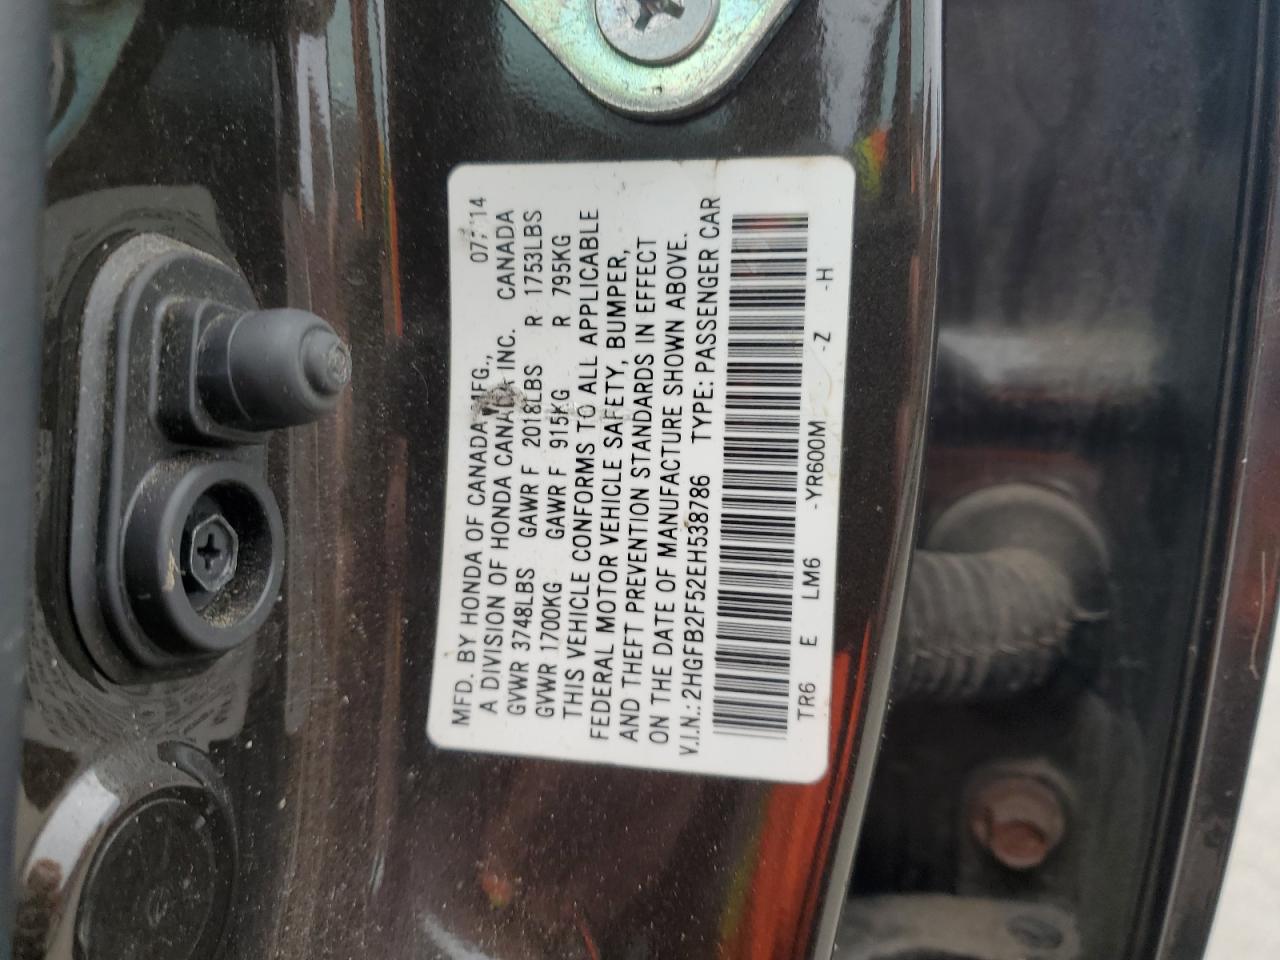 MFD. BY HONDA OF CANADA MFG., 07/14
A DIVISION OF HONDA CANADA INC. CANADA
GVWR 3748LBS GAWR F 2018LBS R 1753LBS
GVWR 1700KG GAWR F 915KG R 795KG
THIS VEHICLE CONFORMS TO ALL APPLICABLE
FEDERAL MOTOR VEHICLE SAFETY, BUMPER,
AND THEFT PREVENTION STANDARDS IN EFFECT
ON THE DATE OF MANUFACTURE SHOWN ABOVE.
V.I.N.: 2HGFB2F52EH538786 TYPE: PASSENGER CAR
TR6 E LM6 -YR600M -Z -H